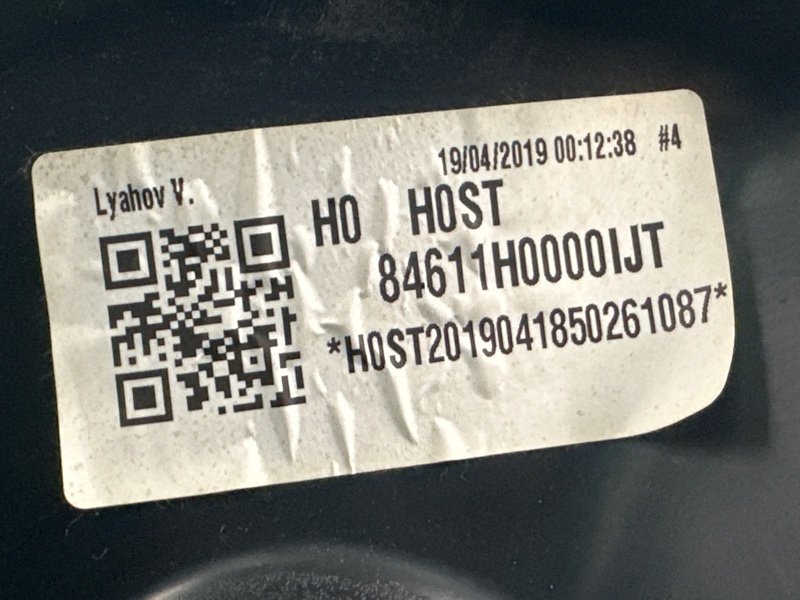 19/04/2019 00:12:38 #4
Lyahov V.
H0 H0ST
84611H0000IJT
*H0ST2019041850261087*